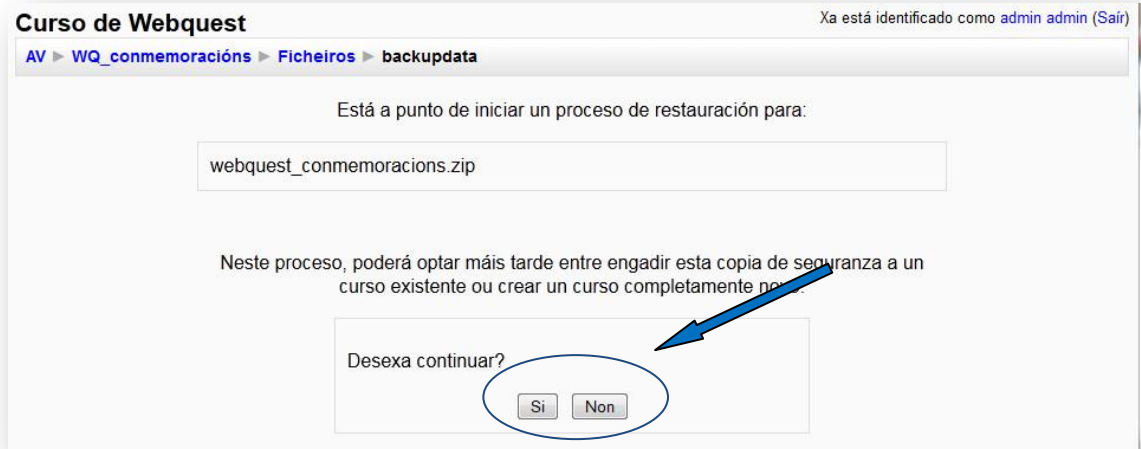 Curso de Webquest
Xa está identificado como admin admin (Saír)
AV ► WQ_conmemoracións ► Ficheiros ► backupdata
Está a punto de iniciar un proceso de restauración para:
webquest_conmemoracions.zip
Neste proceso, poderá optar máis tarde entre engadir esta copia de seguranza a un
curso existente ou crear un curso completamente novo.
Desexa continuar?
Si Non